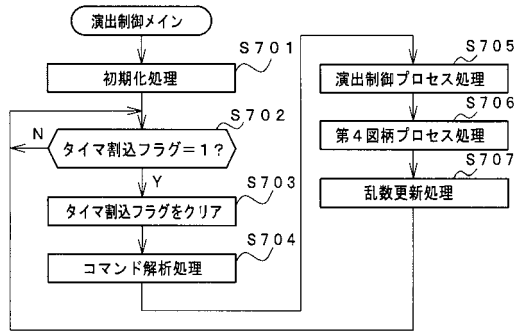 演出制御メイン
S701
初期化処理
S702
N
タイマ割込フラグ=1?
Y
S703
タイマ割込フラグをクリア
S704
コマンド解析処理
S705
演出制御プロセス処理
S706
第4図柄プロセス処理
S707
乱数更新処理